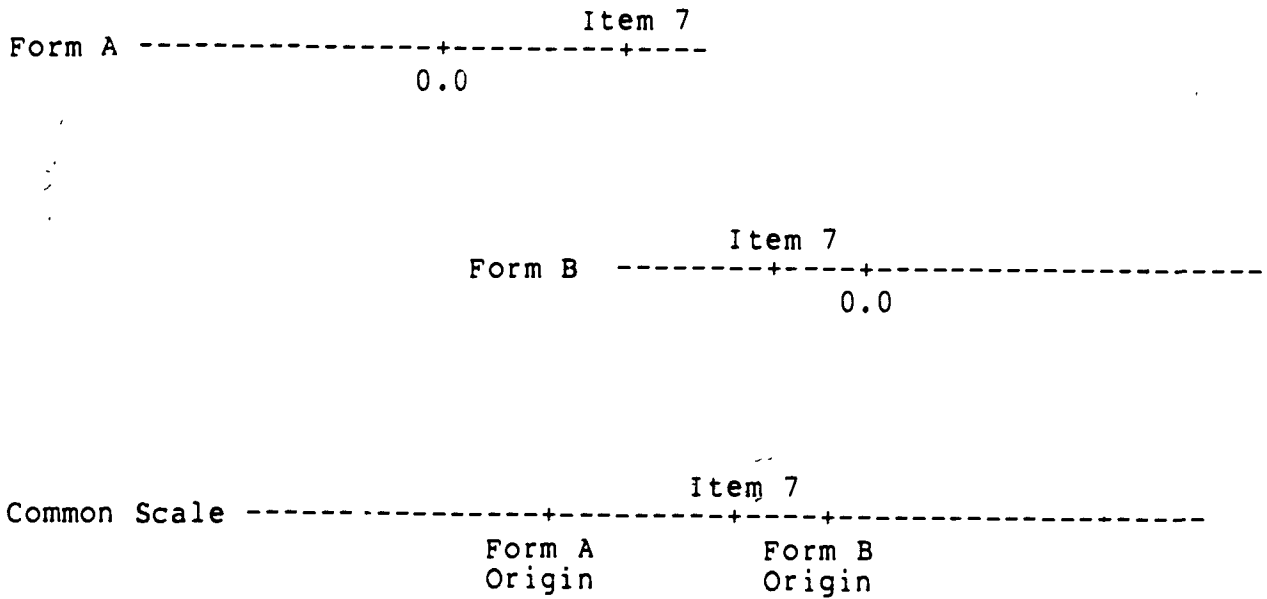 Item 7
Form A ----------------+---------+----
0.0
Item 7
Form B --------+----+---------------------
0.0
Item 7
Common Scale ----------------+---------+----+--------------------
Form A Form B
Origin Origin